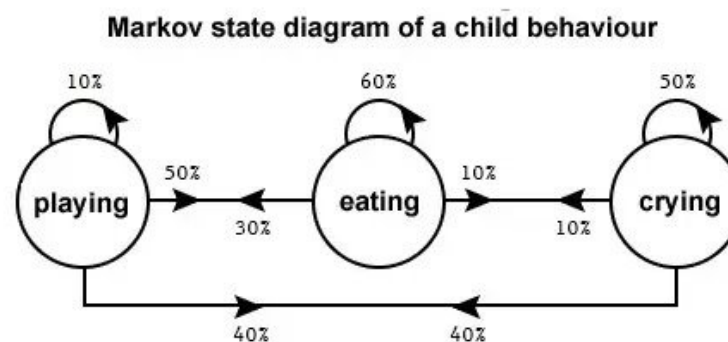 Markov state diagram of a child behaviour
10% 60% 50%
50% 10%
playing eating crying
30% 10%
40% 40%